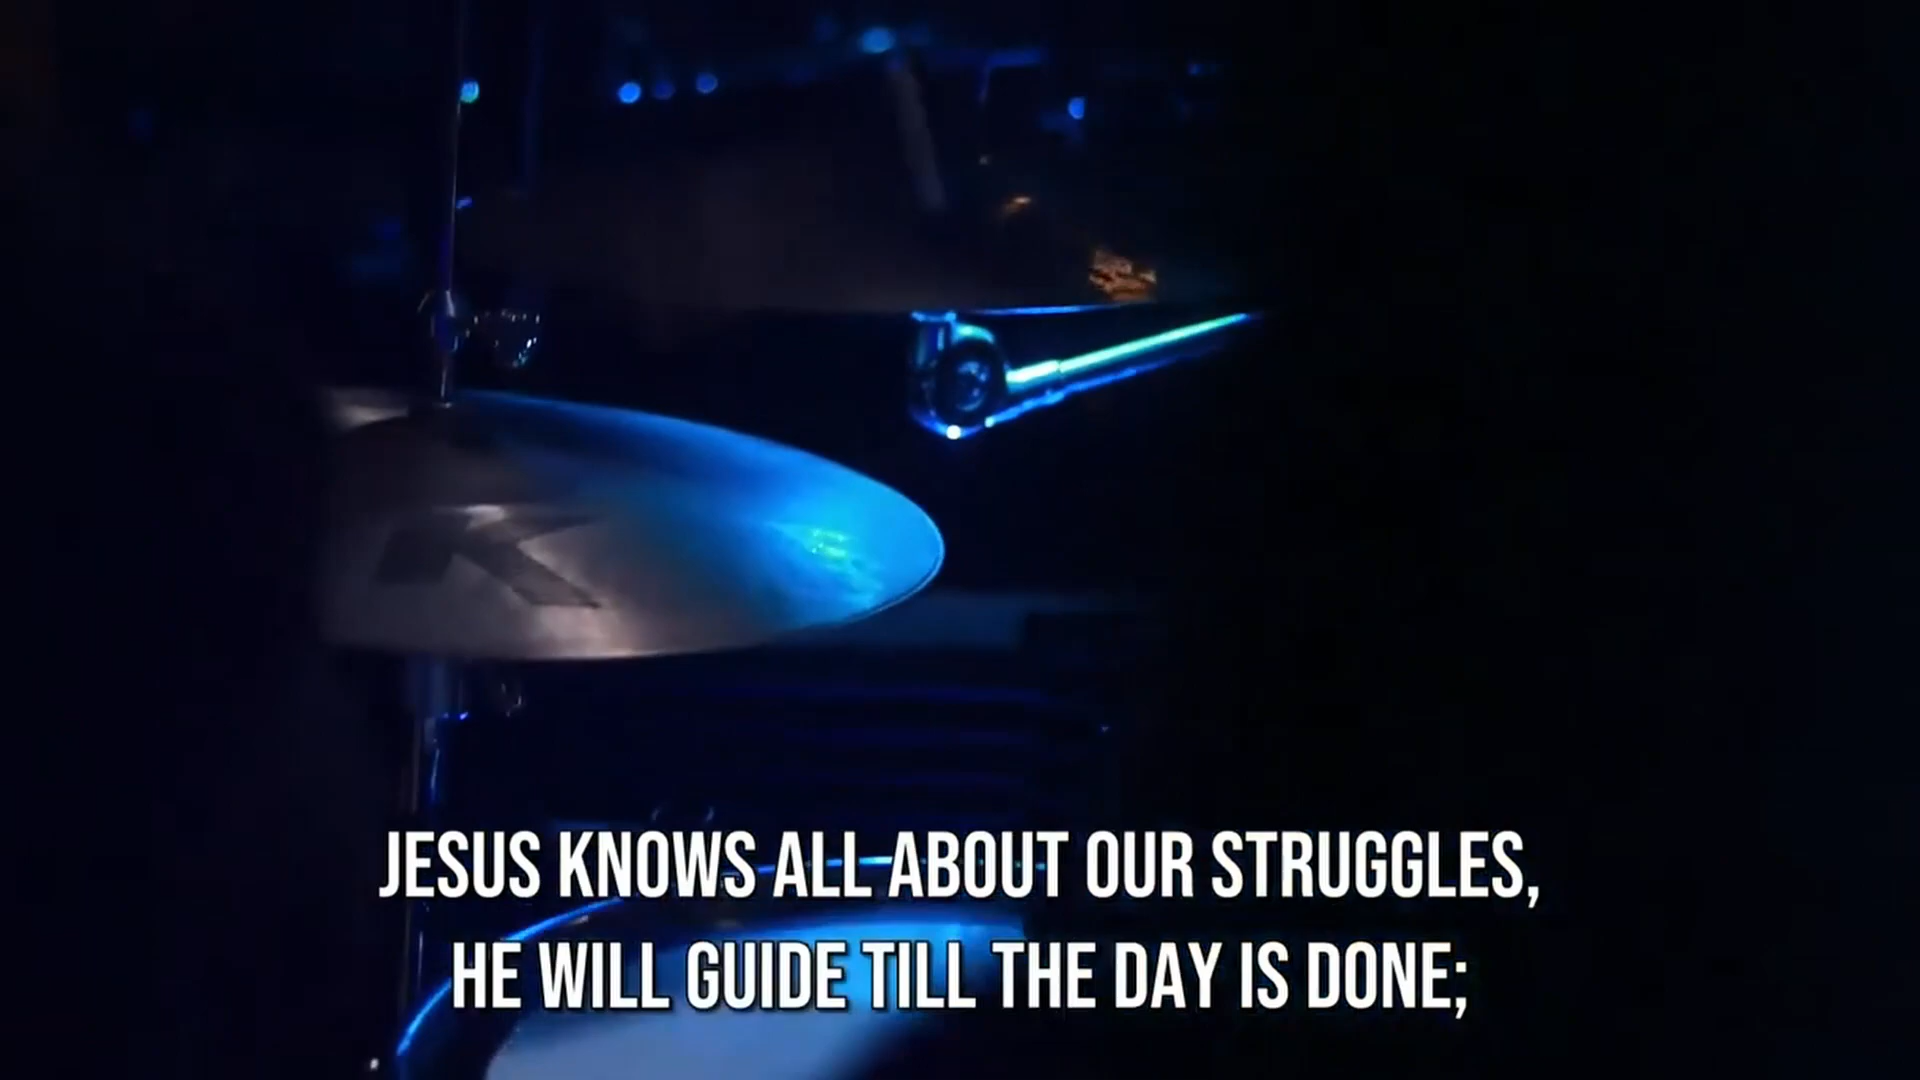 K
JESUS KNOWS ALL ABOUT OUR STRUGGLES,
HE WILL GUIDE TILL THE DAY IS DONE;